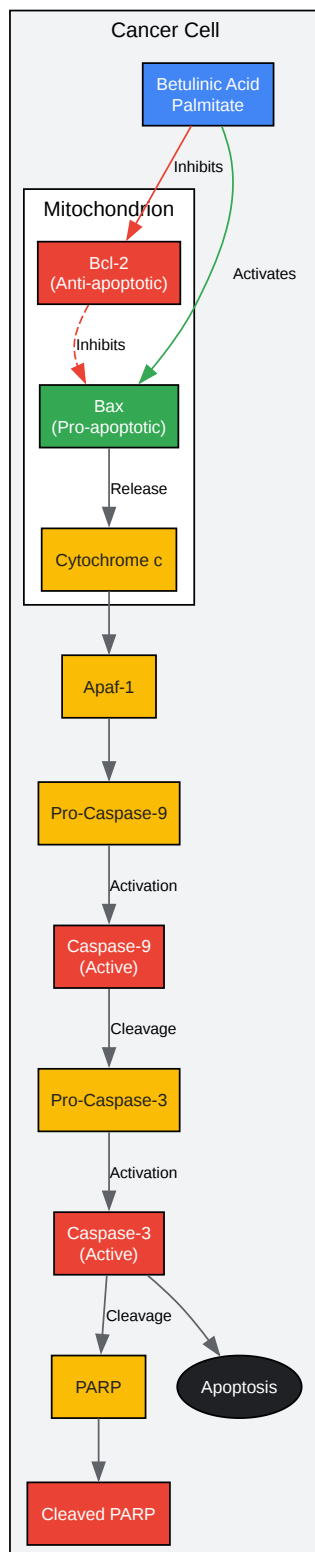 Cancer Cell
Betulinic Acid
Palmitate
Inhibits
Mitochondrion
Bcl-2
(Anti-apoptotic)
Activates
Inhibits
Bax
(Pro-apoptotic)
Release
Cytochrome c
Apaf-1
Pro-Caspase-9
Activation
Caspase-9
(Active)
Cleavage
Pro-Caspase-3
Activation
Caspase-3
(Active)
Cleavage
PARP
Apoptosis
Cleaved PARP